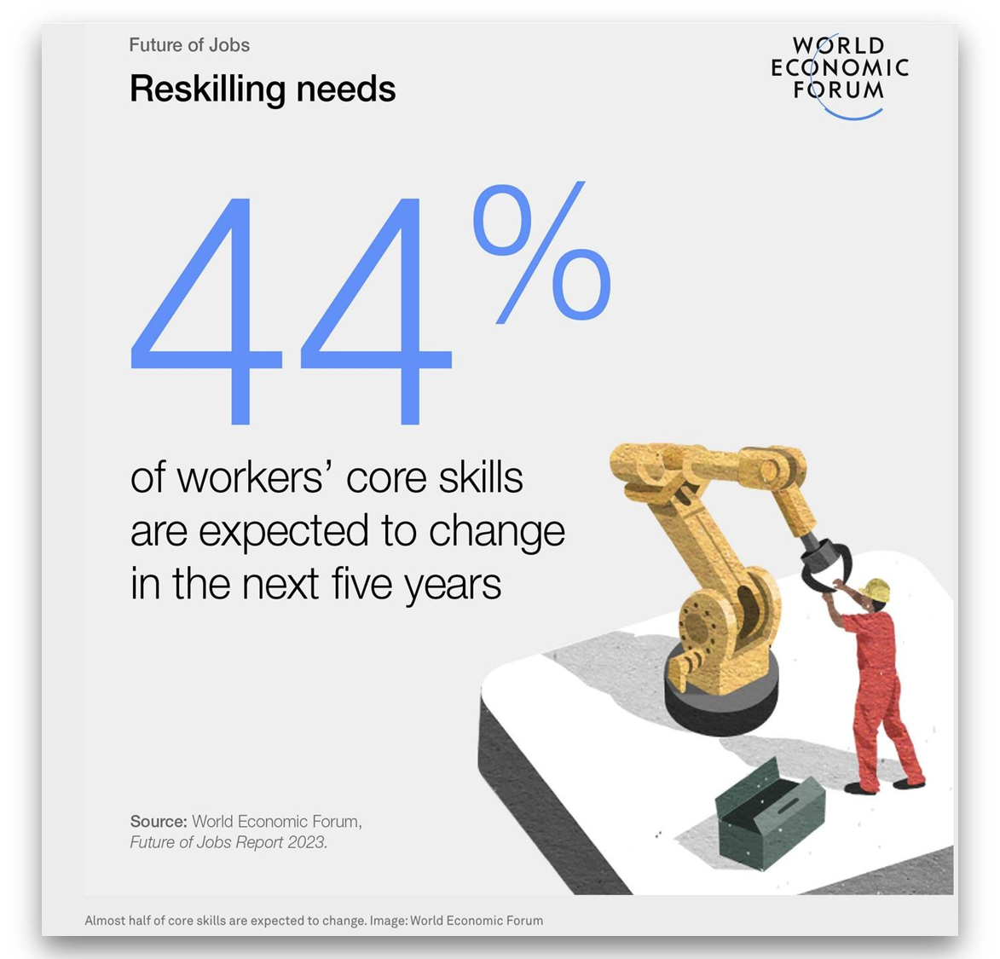 Future of Jobs
Reskilling needs
WORLD
ECONOMIC
FORUM
44%
of workers’ core skills
are expected to change
in the next five years
Source: World Economic Forum,
Future of Jobs Report 2023.
Almost half of core skills are expected to change. Image: World Economic Forum